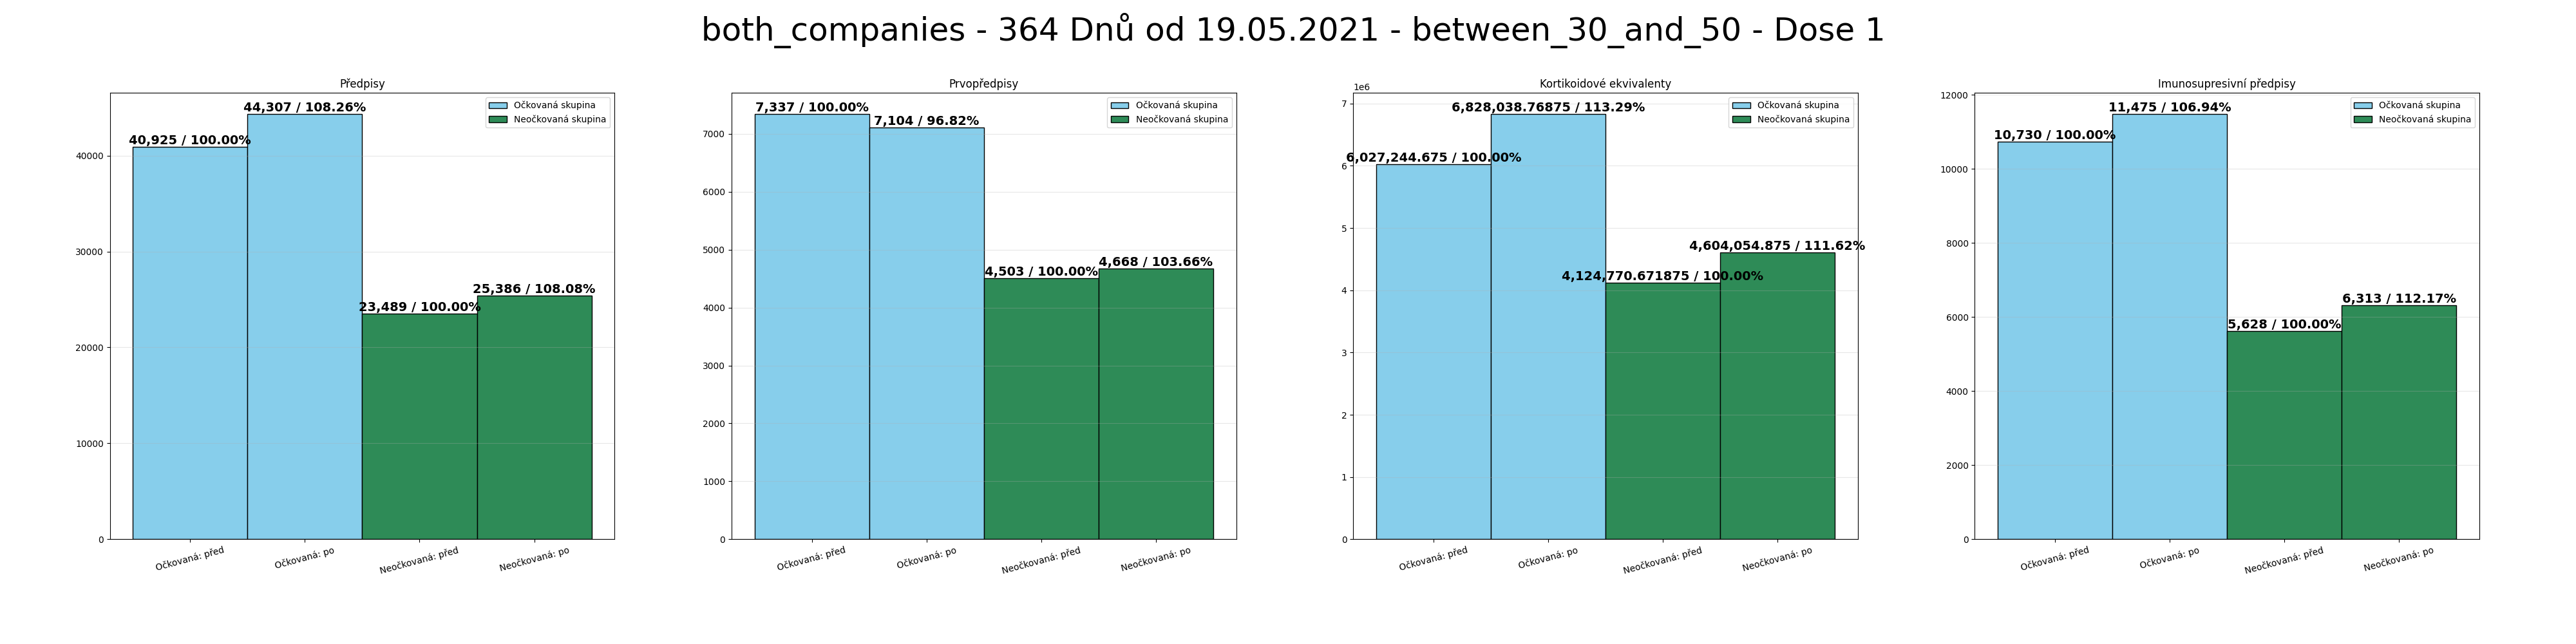 both_companies - 364 Dnů od 19.05.2021 - between_30_and_50 - Dose 1
Předpisy
40,925 / 100.00%
44,307 / 108.26%
23,489 / 100.00%
25,386 / 108.08%
Očkovaná skupina
Neočkovaná skupina
40000
30000
20000
10000
0
Očkovaná: před
Očkovaná: po
Neočkovaná: před
Neočkovaná: po
Prvopředpisy
7,337 / 100.00%
7,104 / 96.82%
4,503 / 100.00%
4,668 / 103.66%
Očkovaná skupina
Neočkovaná skupina
7000
6000
5000
4000
3000
2000
1000
0
Očkovaná: před
Očkovaná: po
Neočkovaná: před
Neočkovaná: po
Kortikoidové ekvivalenty
1e6
6,027,244.675 / 100.00%
6,828,038.76875 / 113.29%
4,124,770.671875 / 100.00%
4,604,054.875 / 111.62%
Očkovaná skupina
Neočkovaná skupina
7
6
5
4
3
2
1
0
Očkovaná: před
Očkovaná: po
Neočkovaná: před
Neočkovaná: po
Imunosupresivní předpisy
10,730 / 100.00%
11,475 / 106.94%
5,628 / 100.00%
6,313 / 112.17%
Očkovaná skupina
Neočkovaná skupina
12000
10000
8000
6000
4000
2000
0
Očkovaná: před
Očkovaná: po
Neočkovaná: před
Neočkovaná: po